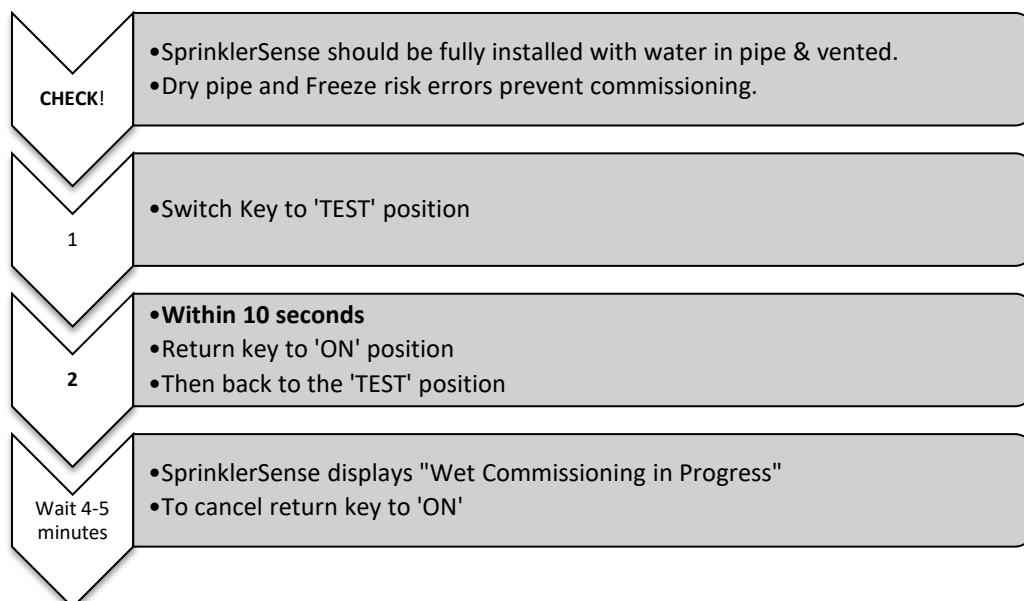 CHECK!
•SprinklerSense should be fully installed with water in pipe & vented.
•Dry pipe and Freeze risk errors prevent commissioning.
1
•Switch Key to 'TEST' position
2
•Within 10 seconds
•Return key to 'ON' position
•Then back to the 'TEST' position
Wait 4-5
minutes
•SprinklerSense displays "Wet Commissioning in Progress"
•To cancel return key to 'ON'